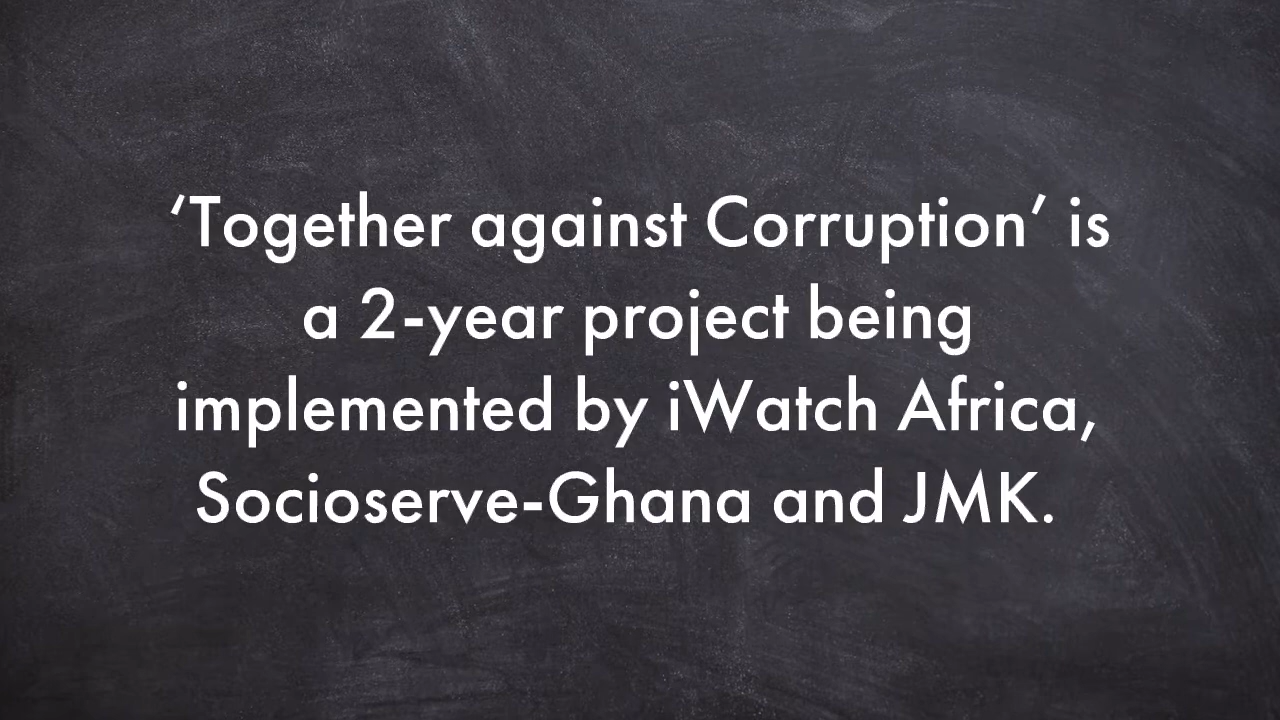 ‘Together against Corruption’ is
a 2-year project being
implemented by iWatch Africa,
Socioserve-Ghana and JMK.